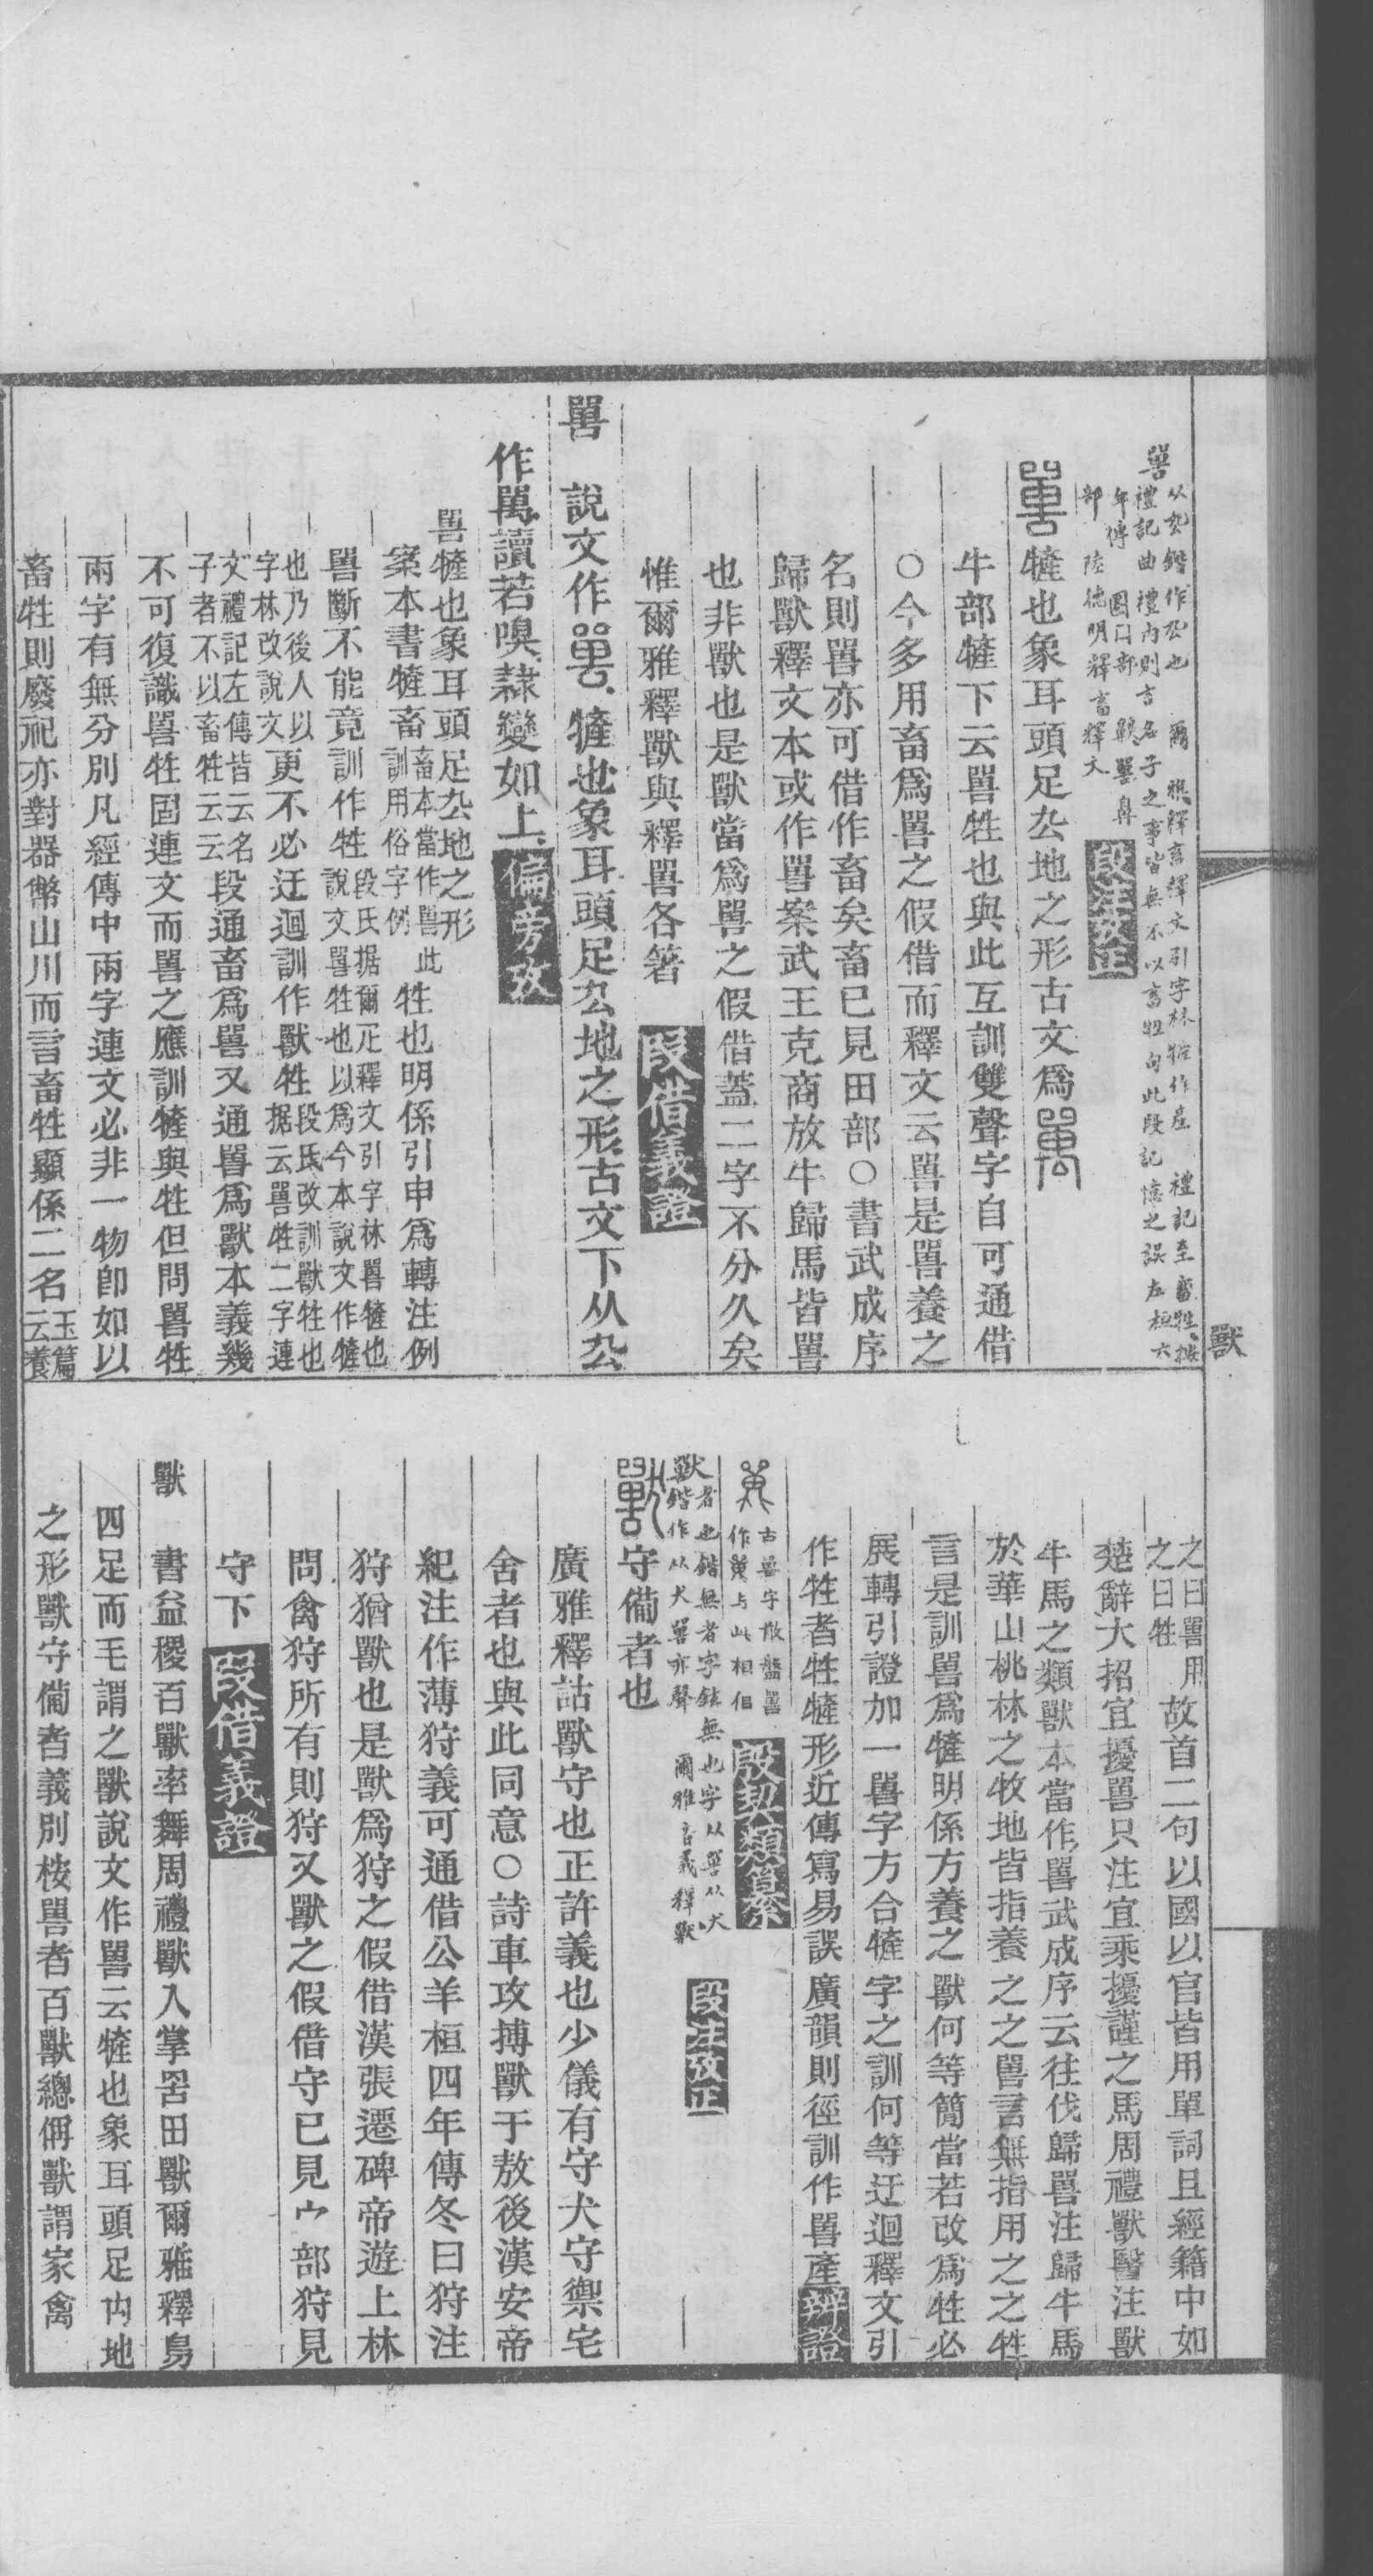 獸
嘼从厹鍇作厹也　爾
禮記曲禮內則言名子之事皆無不以畜牲句此段記憶之誤左桓六
年傳
部　陸德明釋畜釋文
段注攷正
嘼㹌也象耳頭足厹地之形古文嘼
牛部㹌下云嘼牲也與此互訓雙聲字自可通借
○今多用畜爲嘼之假借而釋文云嘼是嘼養之
名則嘼亦可借作畜矣畜已見田部○書武成序
歸獸釋文本或作嘼案武王克商放牛歸馬皆嘼
也非獸也是獸當爲嘼之假借蓋二字不分久矣
惟爾雅釋獸與釋嘼各箸　段借義證
嘼　說文作嘼㹌也象耳頭足厹地之形古文下从厹
作嘼讀若嗅隸變如上　偏旁攷
嘼㹌也象耳頭足厹地之形
案本書㹌畜畜本當作嘼此訓用俗字例牲也明係引申爲轉注例
嘼斷不能竟訓作牲段氏据爾疋釋文引字林嘼㹌也說文嘼牲也以爲今本說文作㹌
也乃後人以字林改說文更不必迂迴訓作獸牲段氏改訓獸牲也据云嘼牲二字連
文禮記左傳皆云名子者不以畜牲云云段通畜爲嘼又通嘼爲獸本義幾
不可復識嘼牲固連文而嘼之應訓㹌與牲但問嘼牲
兩字有無分別凡經傳中兩字連文必非一物卽如以
畜牲則廢祀亦對器幣山川而言畜牲顯係二名玉篇云養
之曰嘼用之曰牲故首二句以國以官皆用單詞且經籍中如
楚辭大招宜擾嘼只注宜乘擾謹之馬周禮獸醫注獸
牛馬之類獸本當作嘼武成序云往伐歸嘼注歸牛馬
於華山桃林之牧地皆指養之之嘼言無指用之之牲
言是訓嘼爲㹌明係方養之獸何等簡當若改爲牲必
展轉引證加一嘼字方合㹌字之訓何等迂迴釋文引
作牲者牲㹌形近傳寫易誤廣韻則徑訓作嘼產　辨證
古嘼字散盤嘼
作　與此相佀　殷契類纂
獸者也鍇無者字鉉無也字从嘼从犬
鍇作从犬嘼亦聲　爾雅音義釋獸　段注攷正
獸守備者也
廣雅釋詁獸守也正許義也少儀有守犬守禦宅
舍者也與此同意○詩車攻搏獸于敖後漢安帝
紀注作薄狩義可通借公羊桓四年傳冬曰狩注
狩猶獸也是獸爲狩之假借漢張遷碑帝遊上林
問禽狩所有則狩又獸之假借守已見宀部狩見
守下　段借義證
獸　書益稷百獸率舞周禮獸人掌罟田獸爾雅釋鳥
四足而毛謂之獸說文作嘼云㹌也象耳頭足禸地
之形獸守備者義別桉嘼者百獸總偁獸謂家禽